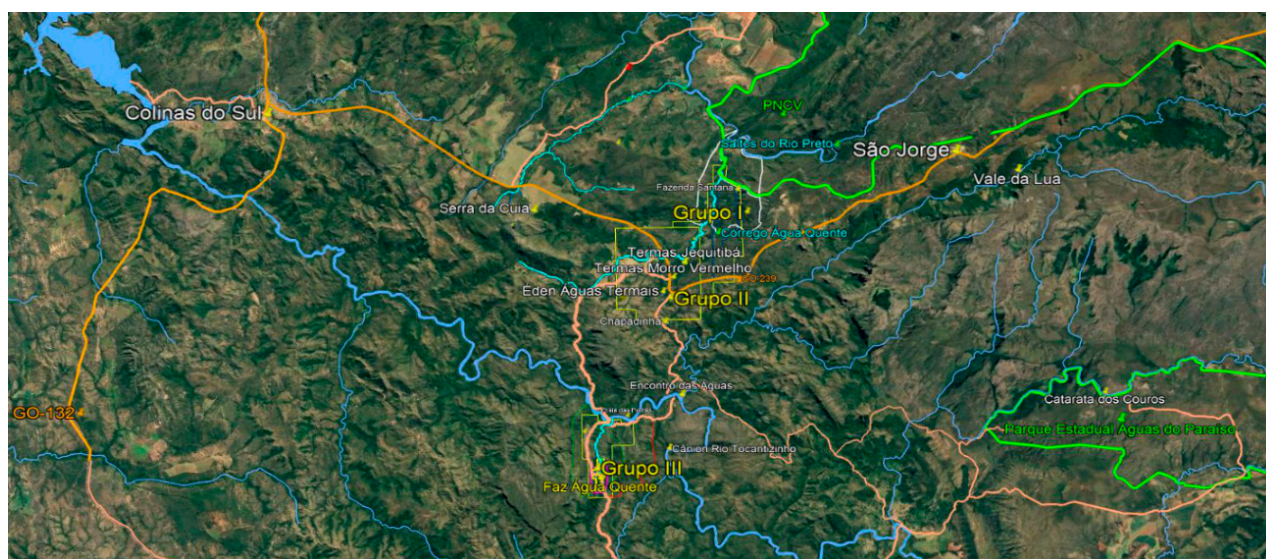 PNCV
Colinas do Sul
Saltos do Rio Preto
São Jorge
Vale da Lua
Fazenda Santana
Serra da Cuia
Grupo I
Corrego Água Quente
Termas Jequitibá
Termas Morro Vermelho
GO-239
Éden Águas Termais
Grupo II
Chapadinha
Encontro das Águas
Catarata dos Couros
GO-132
Parque Estadual Águas do Paraíso
Cânion Rio Tocantizinho
Grupo III
Faz Água Quente